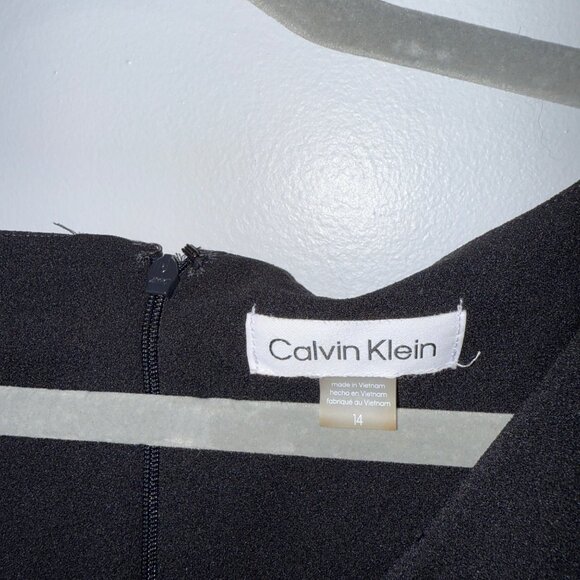 Calvin Klein
made in Vietnam
hecho en Vietnam
fabriqué au Vietnam
14